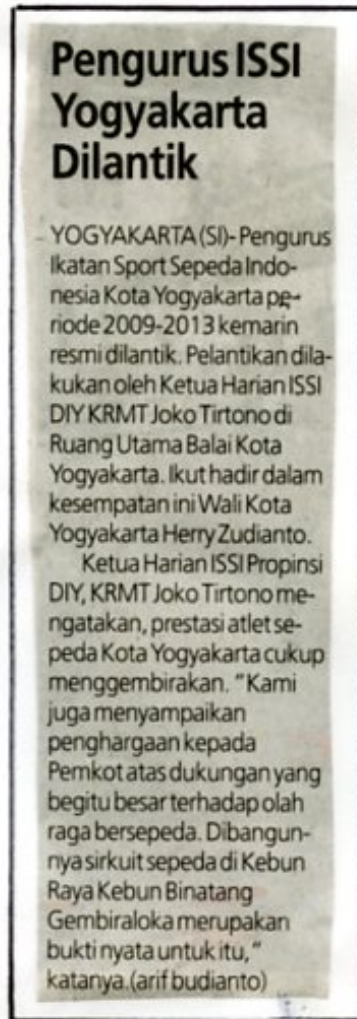 Pengurus ISSI
Yogyakarta
Dilantik
YOGYAKARTA (SI)- Pengurus
Ikatan Sport Sepeda Indo-
nesia Kota Yogyakarta pe-
riode 2009-2013 kemarin
resmi dilantik. Pelantikan dila-
kukan oleh Ketua Harian ISSI
DIY KRMT Joko Tirtono di
Ruang Utama Balai Kota
Yogyakarta. Ikut hadir dalam
kesempatan ini Wali Kota
Yogyakarta Herry Zudianto.
Ketua Harian ISSI Propinsi
DIY, KRMT Joko Tirtono me-
ngatakan, prestasi atlet se-
peda Kota Yogyakarta cukup
menggembirakan. "Kami
juga menyampaikan
penghargaan kepada
Pemkot atas dukungan yang
begitu besar terhadap olah
raga bersepeda. Dibangun-
nya sirkuit sepeda di Kebun
Raya Kebun Binatang
Gembiraloka merupakan
bukti nyata untuk itu,"
katanya.(arif budianto)